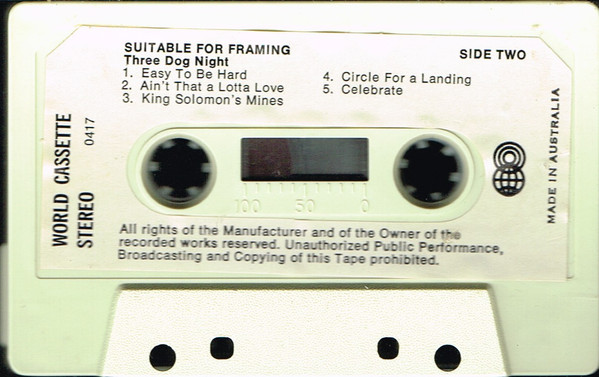 SUITABLE FOR FRAMING
SIDE TWO
Three Dog Night
1. Easy To Be Hard
2. Ain't That a Lotta Love
3. King Solomon's Mines
4. Circle For a Landing
5. Celebrate
WORLD CASSETTE
STEREO 0417
100 50 0
MADE IN AUSTRALIA
All rights of the Manufacturer and of the Owner of the
recorded works reserved. Unauthorized Public Performance,
Broadcasting and Copying of this Tape prohibited.